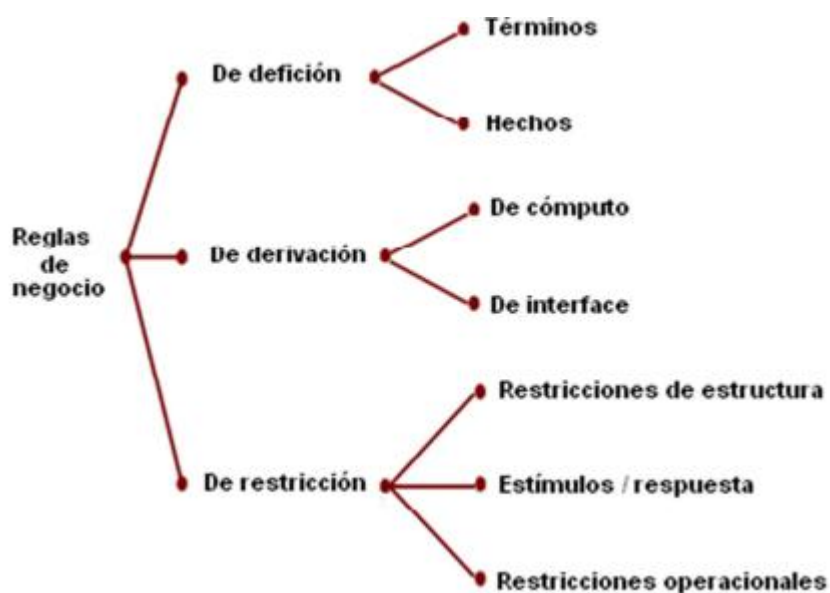 Reglas
de
negocio
De defición
Términos
Hechos
De derivación
De cómputo
De interface
De restricción
Restricciones de estructura
Estímulos / respuesta
Restricciones operacionales